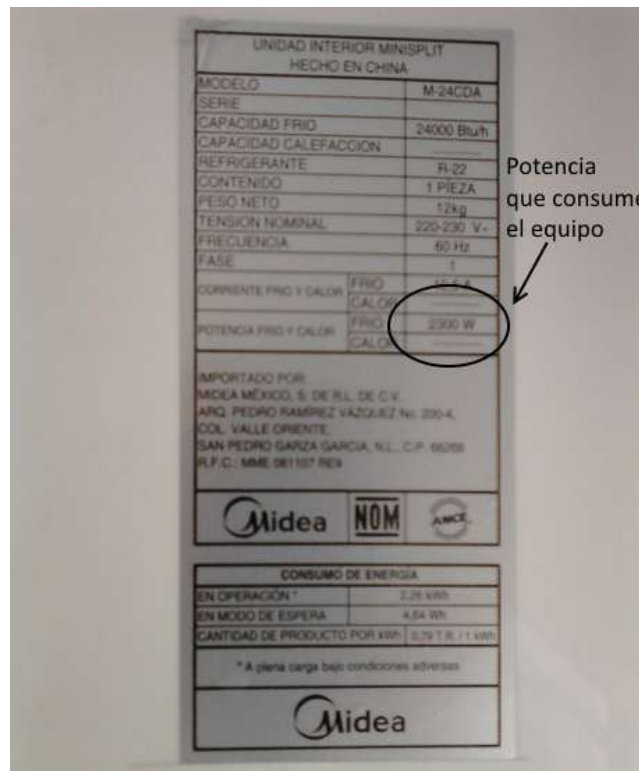 UNIDAD INTERIOR MINISPLIT
HECHO EN CHINA
MODELO M-24CDA
SERIE
CAPACIDAD FRIO 24000 Btu/h
CAPACIDAD CALEFACCION
REFRIGERANTE R-22
CONTENIDO 1 PIEZA
PESO NETO 12kg
TENSION NOMINAL 220-230 V~
FRECUENCIA 60 Hz
FASE 1
CORRIENTE FRIO Y CALOR FRIO
CALOR
POTENCIA FRIO Y CALOR FRIO 2300 W
CALOR
Potencia
que consume
el equipo
IMPORTADO POR:
MIDEA MÉXICO, S. DE R.L. DE C.V.
ARQ. PEDRO RAMÍREZ VÁZQUEZ No. 200-4,
COL. VALLE ORIENTE,
SAN PEDRO GARZA GARCIA, N.L., C.P. 66269
R.F.C.: MME 061107 RE9
Midea NOM ANCE
CONSUMO DE ENERGÍA
EN OPERACIÓN * 2,26 kWh
EN MODO DE ESPERA 4,64 Wh
CANTIDAD DE PRODUCTO POR kWh 0,79 T.R. / 1 kWh
* A plena carga bajo condiciones adversas
Midea